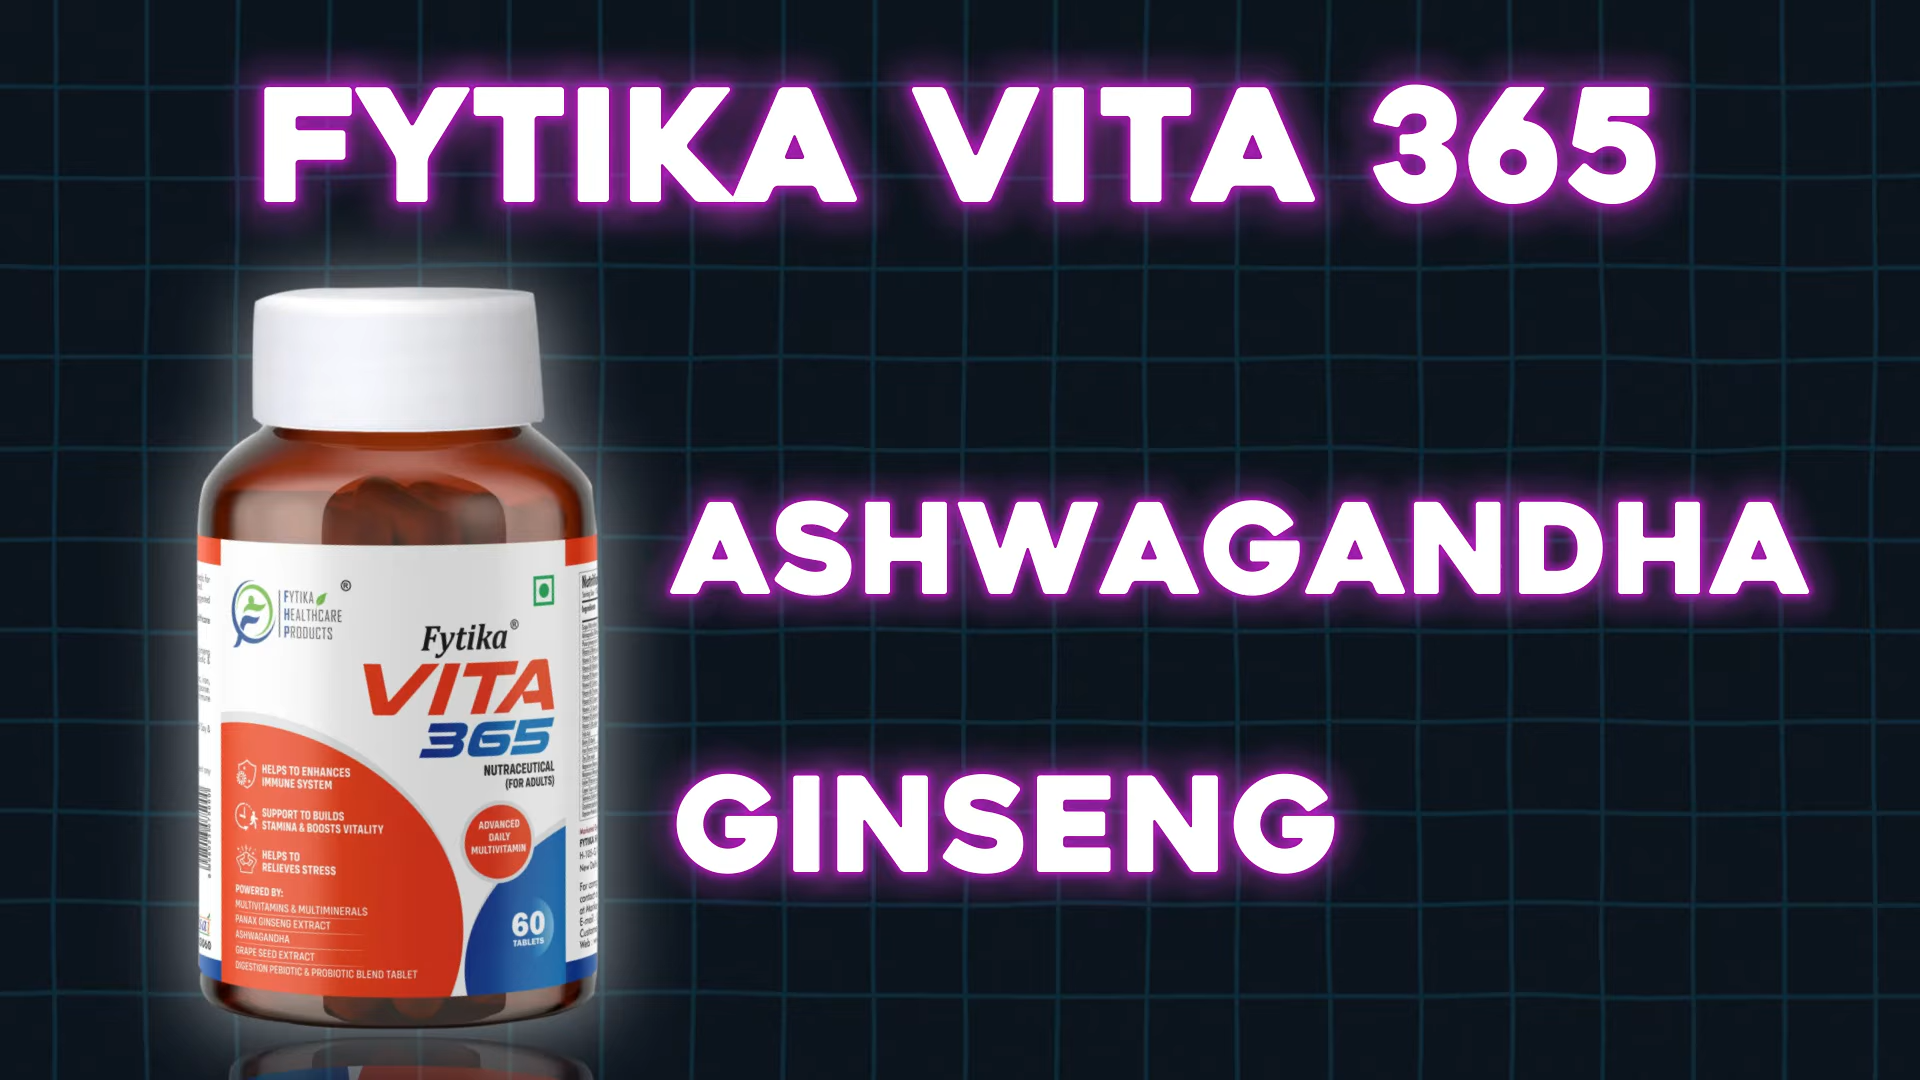 FYTIKA VITA 365
ASHWAGANDHA
GINSENG
FYTIKA
HEALTHCARE
PRODUCTS
®
Fytika®
VITA
365
NUTRACEUTICAL
(FOR ADULTS)
HELPS TO ENHANCES
IMMUNE SYSTEM
SUPPORT TO BUILDS
STAMINA & BOOSTS VITALITY
HELPS TO
RELIEVES STRESS
ADVANCED
DAILY
MULTIVITAMIN
POWERED BY:
MULTIVITAMINS & MULTIMINERALS
PANAX GINSENG EXTRACT
ASHWAGANDHA
GRAPE SEED EXTRACT
DIGESTION PEBIOTIC & PROBIOTIC BLEND TABLET
60
TABLETS